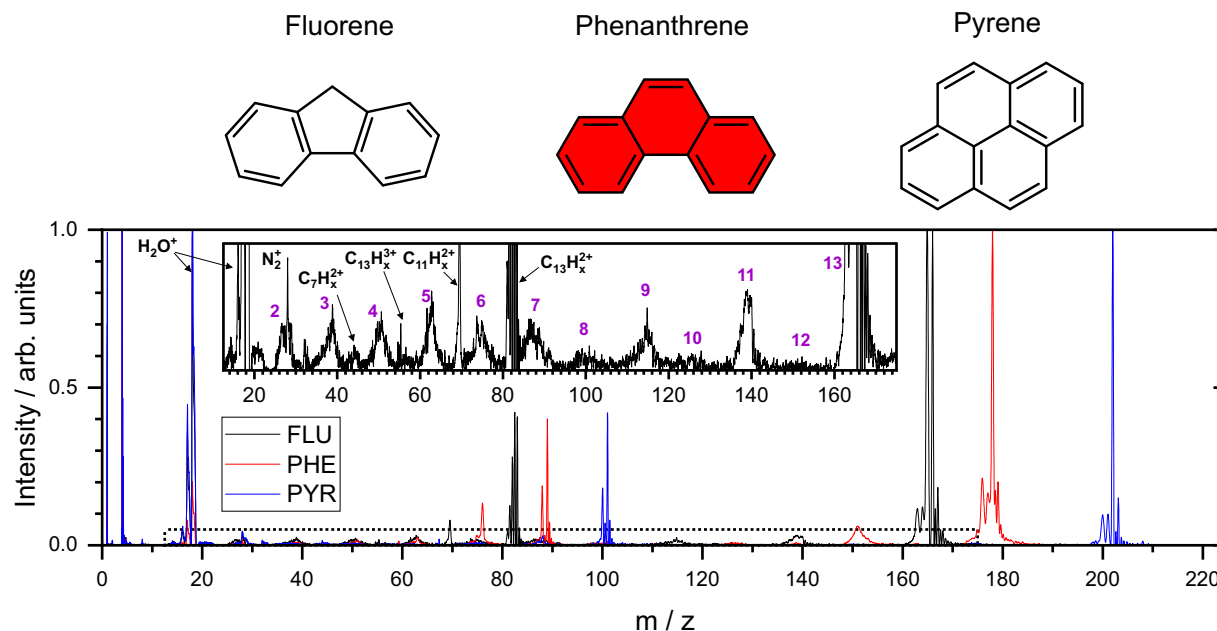 Fluorene Phenanthrene Pyrene
1.0
H₂O⁺
N₂⁺
C₇Hₓ²⁺
C₁₃Hₓ³⁺
C₁₁Hₓ²⁺
C₁₃Hₓ²⁺
2 3 4 5 6 7 8 9 10 11 12 13
20 40 60 80 100 120 140 160
0.5
FLU
PHE
PYR
Intensity / arb. units
0.0
0 20 40 60 80 100 120 140 160 180 200 220
m / z